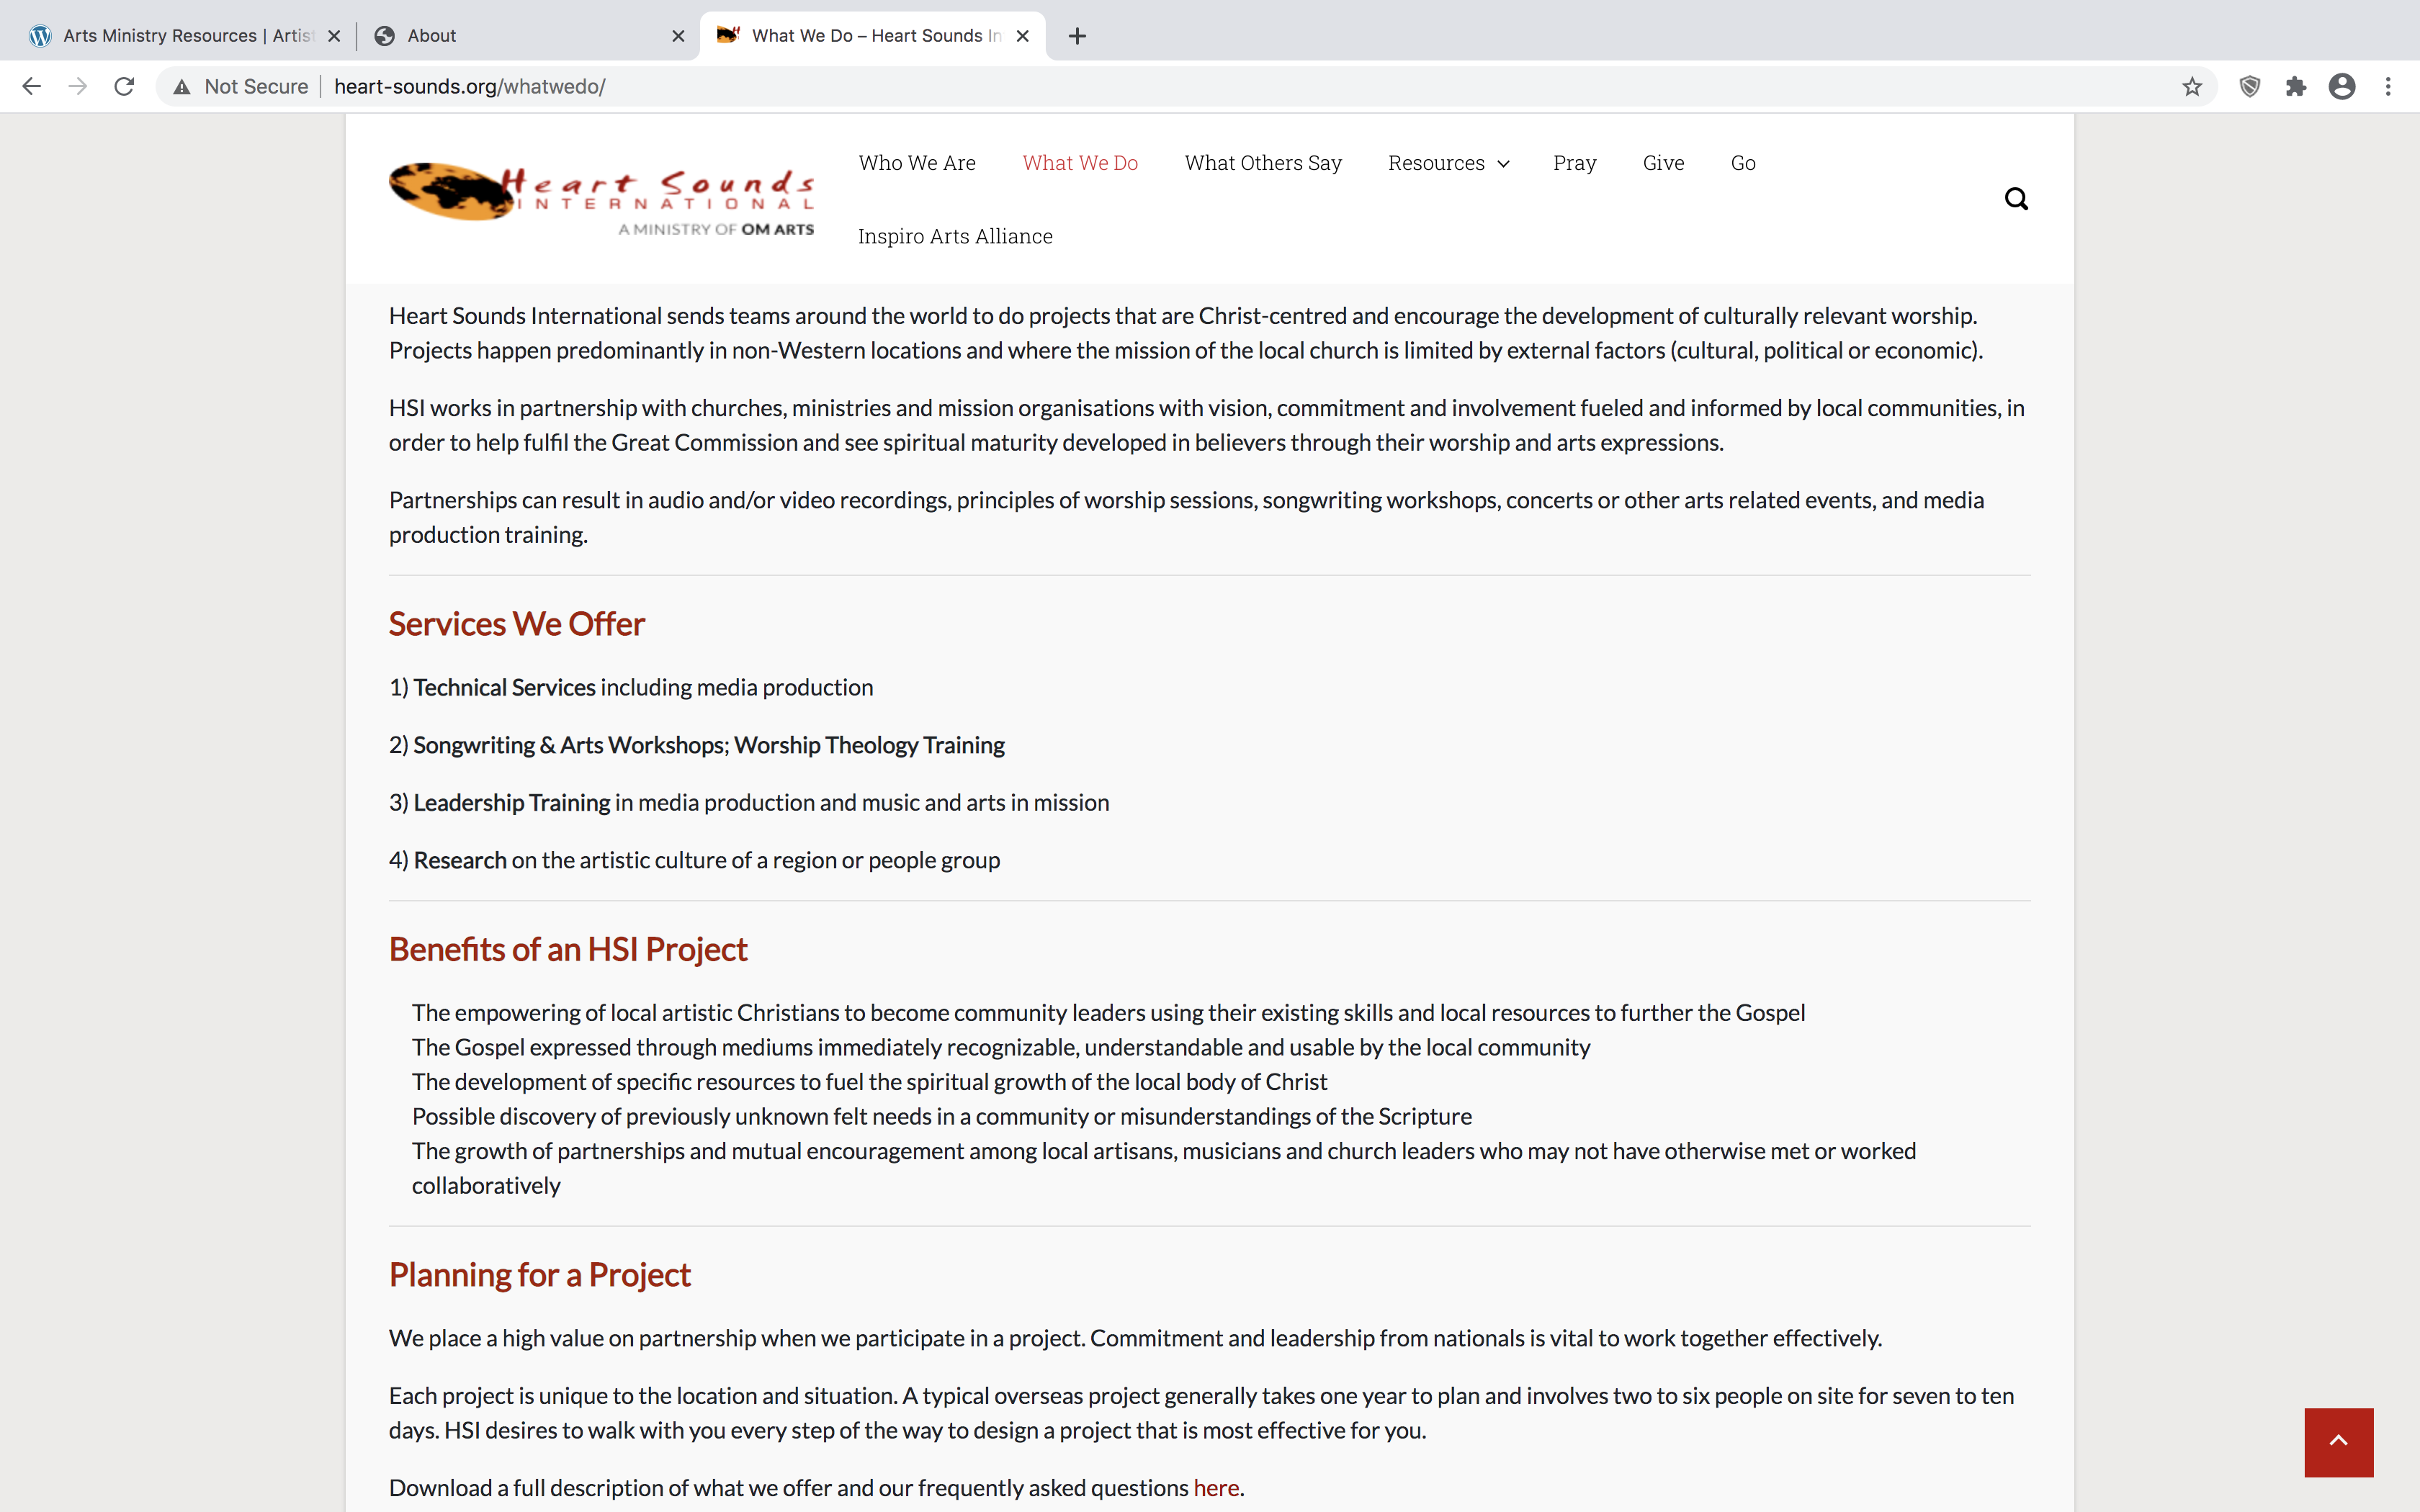 Arts Ministry Resources | Artist
About
What We Do – Heart Sounds In
Not Secure
heart-sounds.org/whatwedo/
Heart Sounds
INTERNATIONAL
A MINISTRY OF OM ARTS
Who We Are
What We Do
What Others Say
Resources
Pray
Give
Go
Inspiro Arts Alliance
Heart Sounds International sends teams around the world to do projects that are Christ-centred and encourage the development of culturally relevant worship.
Projects happen predominantly in non-Western locations and where the mission of the local church is limited by external factors (cultural, political or economic).
HSI works in partnership with churches, ministries and mission organisations with vision, commitment and involvement fueled and informed by local communities, in
order to help fulfil the Great Commission and see spiritual maturity developed in believers through their worship and arts expressions.
Partnerships can result in audio and/or video recordings, principles of worship sessions, songwriting workshops, concerts or other arts related events, and media
production training.
Services We Offer
1) Technical Services including media production
2) Songwriting & Arts Workshops; Worship Theology Training
3) Leadership Training in media production and music and arts in mission
4) Research on the artistic culture of a region or people group
Benefits of an HSI Project
The empowering of local artistic Christians to become community leaders using their existing skills and local resources to further the Gospel
The Gospel expressed through mediums immediately recognizable, understandable and usable by the local community
The development of specific resources to fuel the spiritual growth of the local body of Christ
Possible discovery of previously unknown felt needs in a community or misunderstandings of the Scripture
The growth of partnerships and mutual encouragement among local artisans, musicians and church leaders who may not have otherwise met or worked
collaboratively
Planning for a Project
We place a high value on partnership when we participate in a project. Commitment and leadership from nationals is vital to work together effectively.
Each project is unique to the location and situation. A typical overseas project generally takes one year to plan and involves two to six people on site for seven to ten
days. HSI desires to walk with you every step of the way to design a project that is most effective for you.
Download a full description of what we offer and our frequently asked questions here.